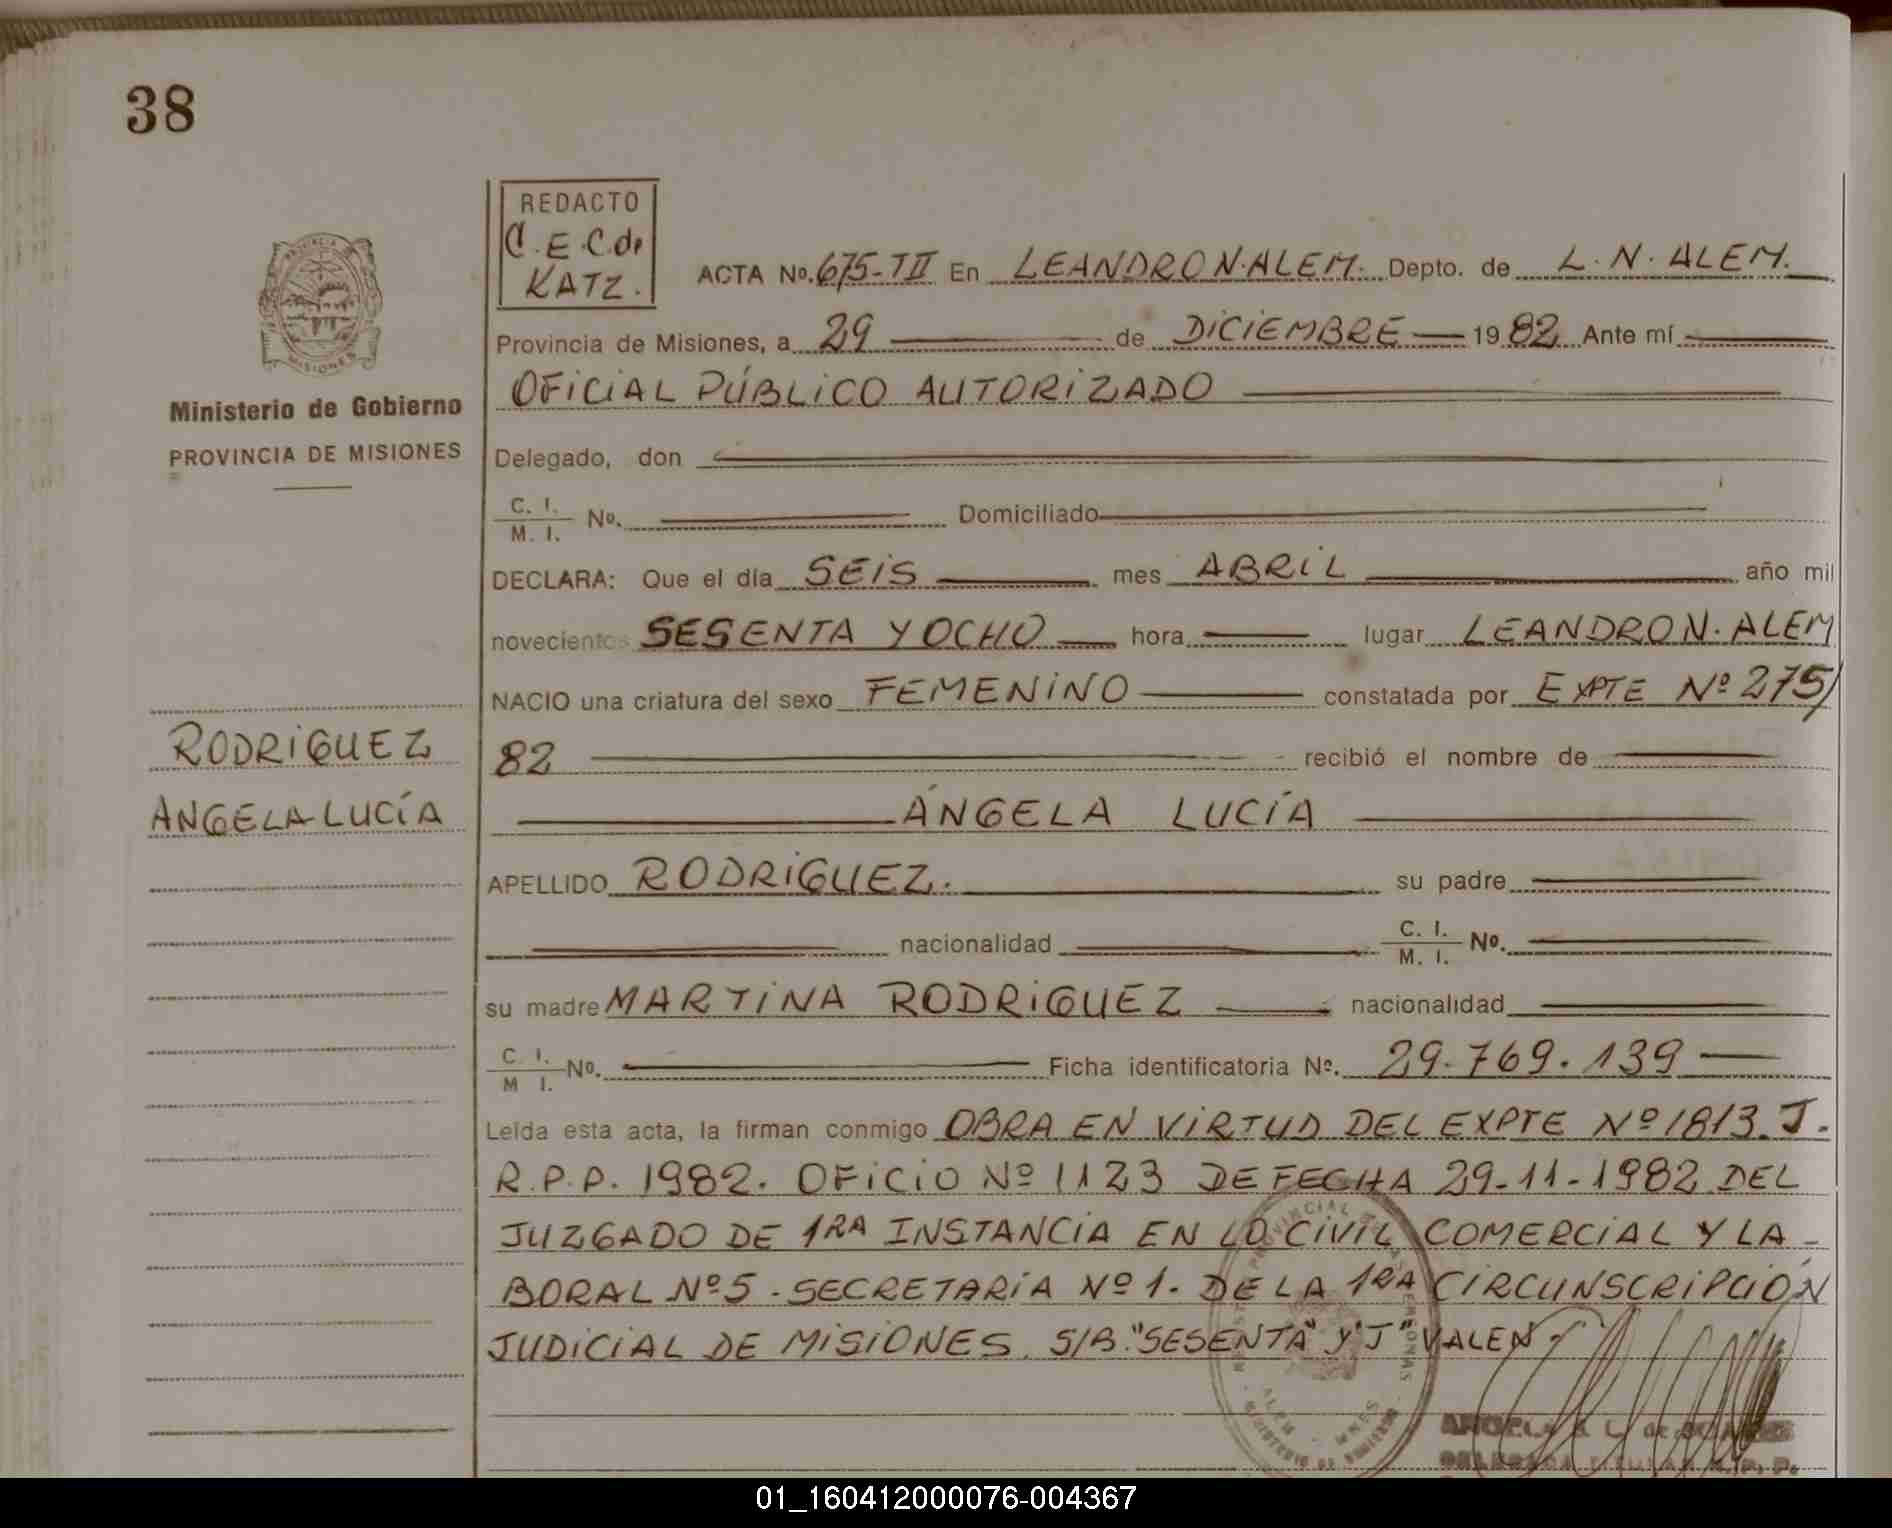 38
REDACTO
C.E.C. de
KATZ.
ACTA No. 675-TII En LEANDRO N. ALEM. Depto. de L. N. ALEM.
Provincia de Misiones, a 29 de DICIEMBRE 1982 Ante mí
OFICIAL PÚBLICO AUTORIZADO
Ministerio de Gobierno
PROVINCIA DE MISIONES
Delegado, don
C. I. M. I. No. Domiciliado
DECLARA: Que el día SEIS mes ABRIL año mil
novecientos SESENTA Y OCHO hora lugar LEANDRO N. ALEM
NACIO una criatura del sexo FEMENINO constatada por EXPTE Nº 275/
82 recibió el nombre de
RODRIGUEZ
ANGELA LUCÍA
ÁNGELA LUCÍA
APELLIDO RODRIGUEZ. su padre
nacionalidad C. I. M. I. No.
su madre MARTINA RODRIGUEZ nacionalidad
C. I. M I. No. Ficha identificatoria Nº. 29.769.139
Leída esta acta, la firman conmigo OBRA EN VIRTUD DEL EXPTE Nº 1813. J.
R.P.P. 1982. OFICIO Nº 1123 DE FECHA 29-11-1982 DEL
JUZGADO DE 1RA INSTANCIA EN LO CIVIL COMERCIAL Y LA-
BORAL Nº 5. SECRETARIA Nº 1. DE LA 1RA CIRCUNSCRIPCIÓN
JUDICIAL DE MISIONES. S/B. "SESENTA" Y "J" VALEN
01_160412000076-004367